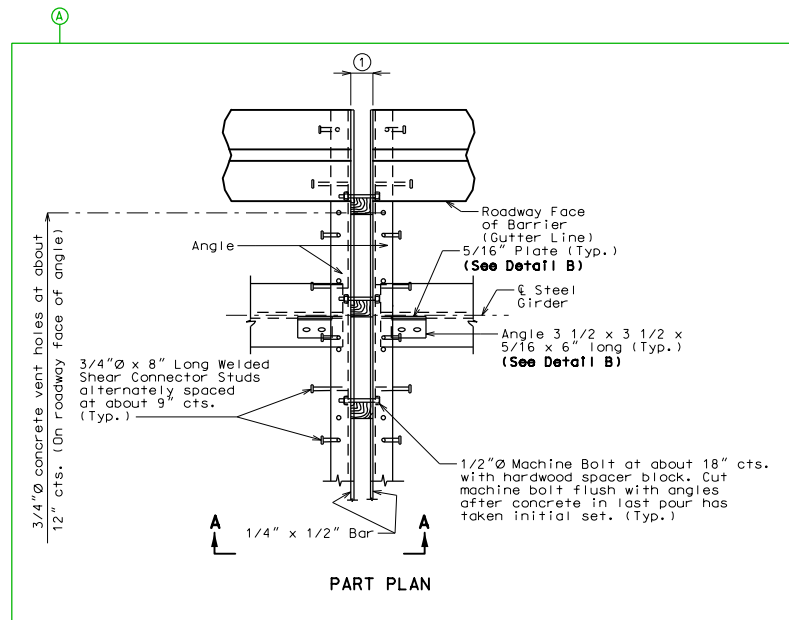 A
1
Roadway Face
of Barrier
(Gutter Line)
Angle
5/16" Plate (Typ.)
(See Detail B)
℄ Steel
Girder
3/4"Ø concrete vent holes at about
12" cts. (On roadway face of angle)
Angle 3 1/2 x 3 1/2 x
5/16 x 6" long (Typ.)
(See Detail B)
3/4"Ø x 8" Long Welded
Shear Connector Studs
alternately spaced
at about 9" cts.
(Typ.)
1/2"Ø Machine Bolt at about 18" cts.
with hardwood spacer block. Cut
machine bolt flush with angles
after concrete in last pour has
taken initial set. (Typ.)
A
A
1/4" x 1/2" Bar
PART PLAN